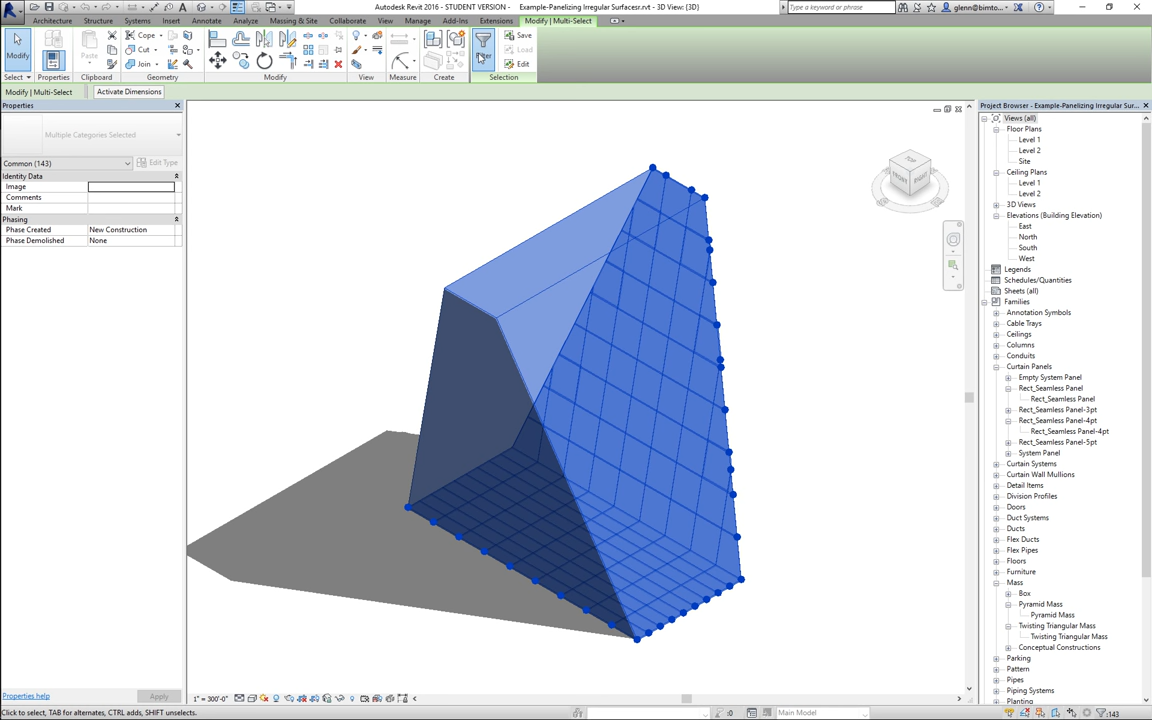 Autodesk Revit 2016 - STUDENT VERSION - Example-Panelizing Irregular Surfacesr.rvt - 3D View: {3D}
Type a keyword or phrase
glenn@bimto...
Architecture Structure Systems Insert Annotate Analyze Massing & Site Collaborate View Manage Add-Ins Extensions Modify | Multi-Select
Modify Paste Cope Cut Join Filter Save Load Edit
Select Properties Clipboard Geometry Modify View Measure Create Selection
Modify | Multi-Select Activate Dimensions
Properties
Multiple Categories Selected
Common (143) Edit Type
Identity Data
Image
Comments
Mark
Phasing
Phase Created New Construction
Phase Demolished None
Properties help Apply
TOP
FRONT RIGHT
Project Browser - Example-Panelizing Irregular Sur...
Views (all)
Floor Plans
Level 1
Level 2
Site
Ceiling Plans
Level 1
Level 2
3D Views
Elevations (Building Elevation)
East
North
South
West
Legends
Schedules/Quantities
Sheets (all)
Families
Annotation Symbols
Cable Trays
Ceilings
Columns
Conduits
Curtain Panels
Empty System Panel
Rect_Seamless Panel
Rect_Seamless Panel
Rect_Seamless Panel-3pt
Rect_Seamless Panel-4pt
Rect_Seamless Panel-4pt
Rect_Seamless Panel-5pt
System Panel
Curtain Systems
Curtain Wall Mullions
Detail Items
Division Profiles
Doors
Duct Systems
Ducts
Flex Ducts
Flex Pipes
Floors
Furniture
Mass
Box
Pyramid Mass
Pyramid Mass
Twisting Triangular Mass
Twisting Triangular Mass
Conceptual Constructions
Parking
Pattern
Pipes
Piping Systems
Planting
1" = 300'-0"
Click to select, TAB for alternates, CTRL adds, SHIFT unselects.
:0 Main Model :143